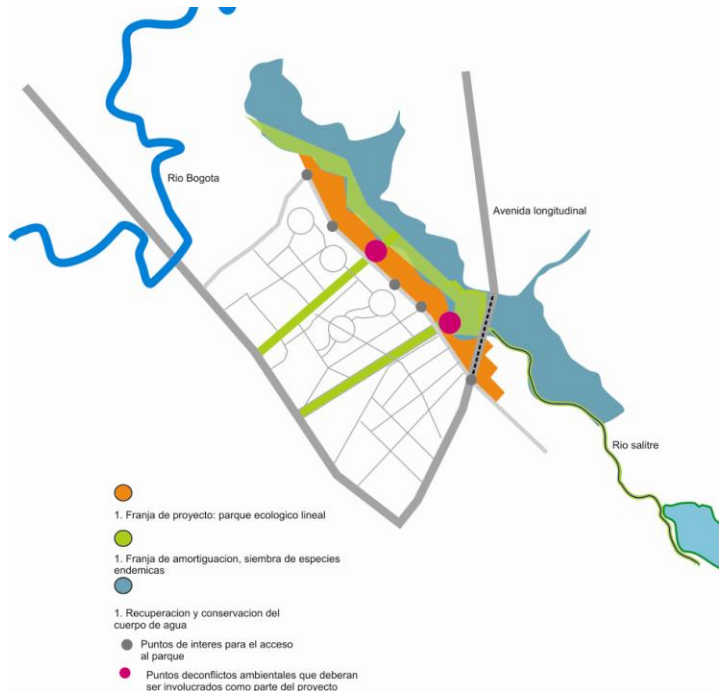 Rio Bogota
Avenida longitudinal
Rio salitre
1. Franja de proyecto: parque ecologico lineal
1. Franja de amortiguacion, siembra de especies
endemicas
1. Recuperacion y conservacion del
cuerpo de agua
Puntos de interes para el acceso
al parque
Puntos deconflictos ambientales que deberan
ser involucrados como parte del proyecto